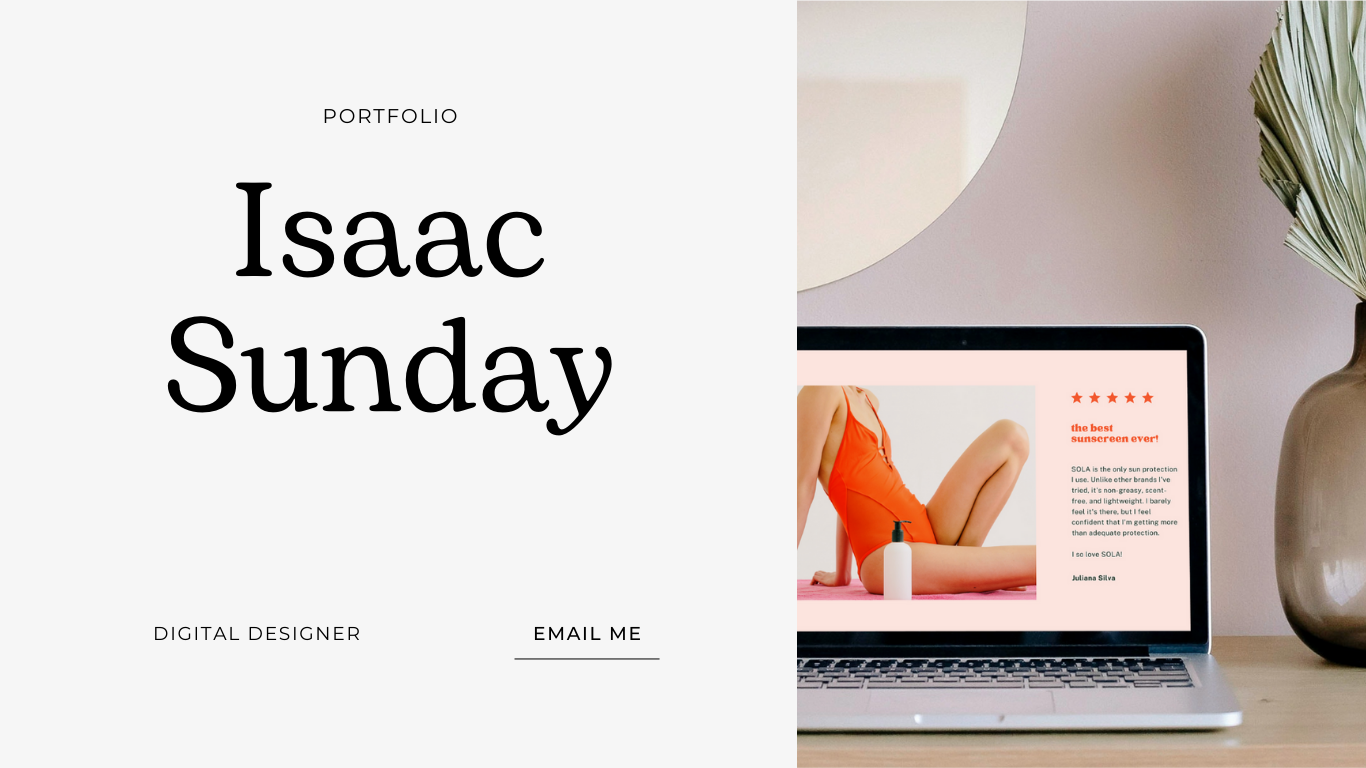 PORTFOLIO
Isaac
Sunday
DIGITAL DESIGNER
EMAIL ME
the best
sunscreen ever!
SOLA is the only sun protection
I use. Unlike other brands I've
tried, it's non-greasy, scent-
free, and lightweight. I barely
feel it's there, but I feel
confident that I'm getting more
than adequate protection.
I so love SOLA!
Juliana Silva